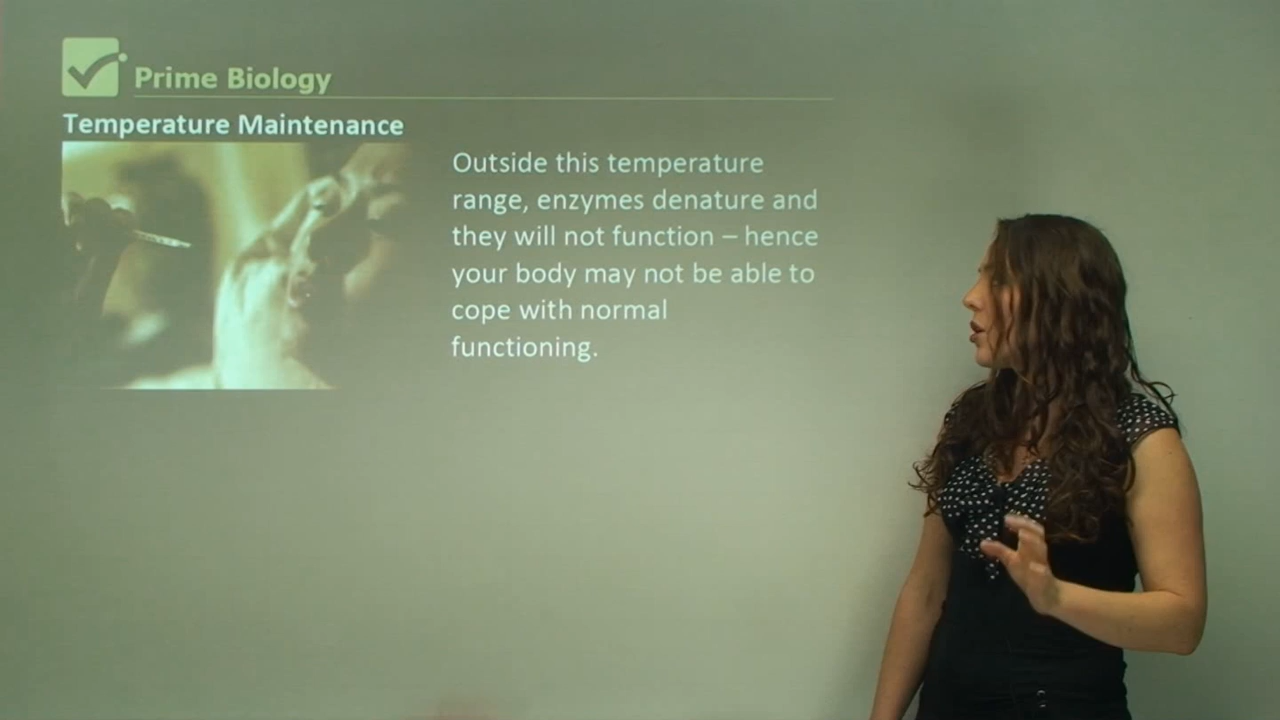 Prime Biology
Temperature Maintenance
Outside this temperature
range, enzymes denature and
they will not function – hence
your body may not be able to
cope with normal
functioning.